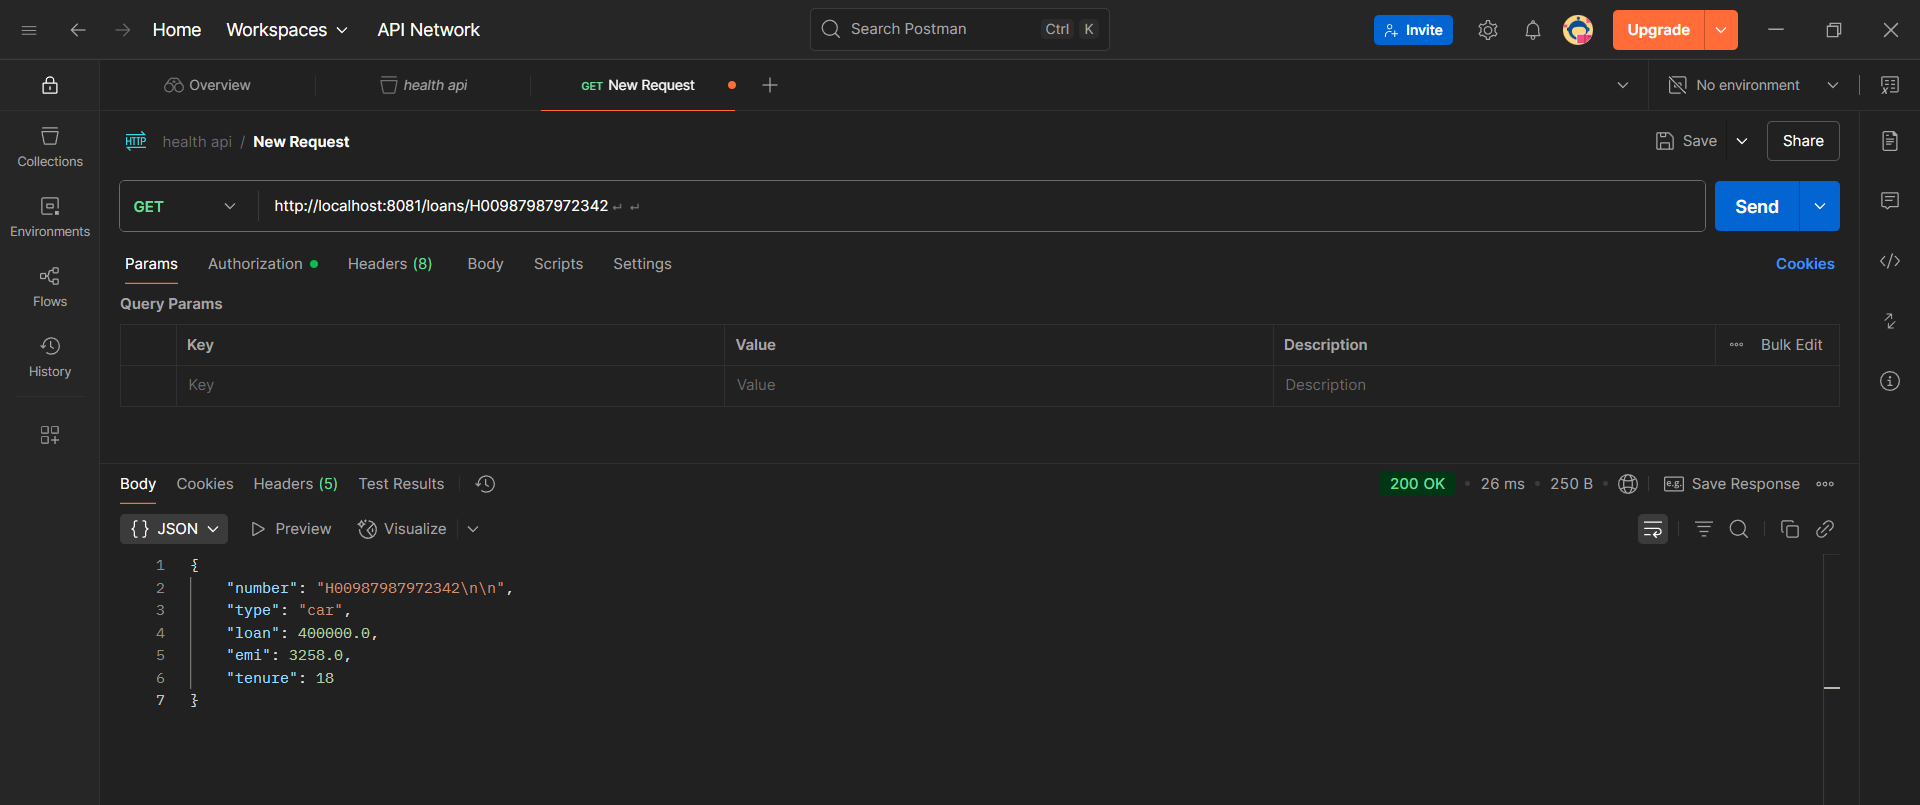 Home Workspaces API Network Search Postman Ctrl K Invite Upgrade
Overview health api GET New Request No environment
HTTP health api / New Request Save Share
Collections
Environments
Flows
History
GET http://localhost:8081/loans/H00987987972342 ↵ ↵ Send
Params Authorization Headers (8) Body Scripts Settings Cookies
Query Params
Key Value Description Bulk Edit
Key Value Description
Body Cookies Headers (5) Test Results 200 OK • 26 ms • 250 B • e.g. Save Response
{} JSON Preview Visualize
1 {
2 "number": "H00987987972342\n\n",
3 "type": "car",
4 "loan": 400000.0,
5 "emi": 3258.0,
6 "tenure": 18
7 }